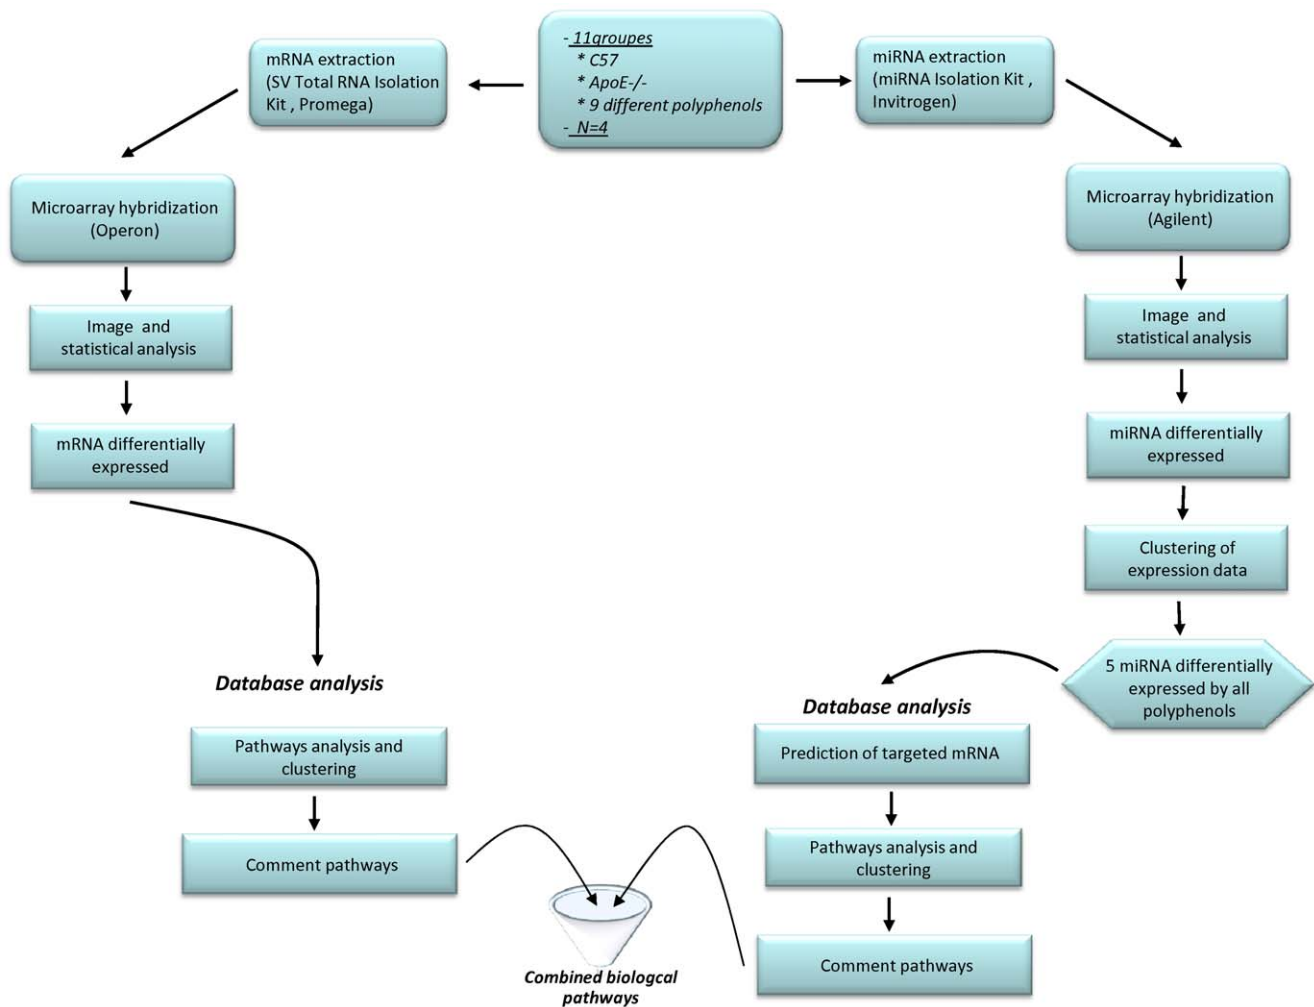 - 11groupes
* C57
* ApoE-/-
* 9 different polyphenols
- N=4
mRNA extraction
(SV Total RNA Isolation
Kit , Promega)
miRNA extraction
(miRNA Isolation Kit ,
Invitrogen)
Microarray hybridization
(Operon)
Image and
statistical analysis
mRNA differentially
expressed
Database analysis
Pathways analysis and
clustering
Comment pathways
Microarray hybridization
(Agilent)
Image and
statistical analysis
miRNA differentially
expressed
Clustering of
expression data
5 miRNA differentially
expressed by all
polyphenols
Database analysis
Prediction of targeted mRNA
Pathways analysis and
clustering
Comment pathways
Combined biologcal
pathways